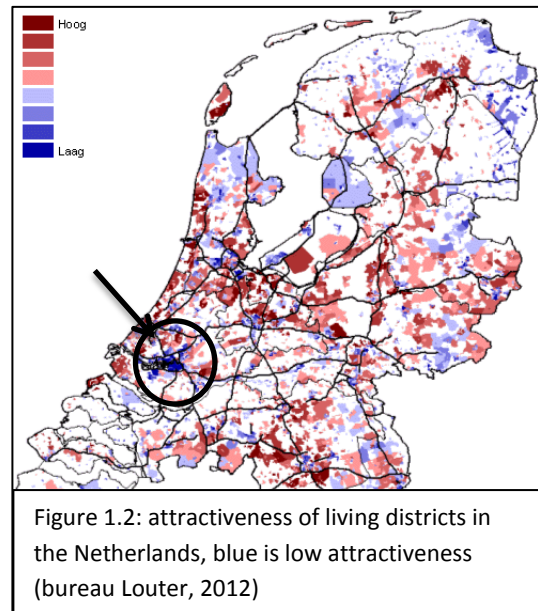 Hoog
Laag
Figure 1.2: attractiveness of living districts in
the Netherlands, blue is low attractiveness
(bureau Louter, 2012)